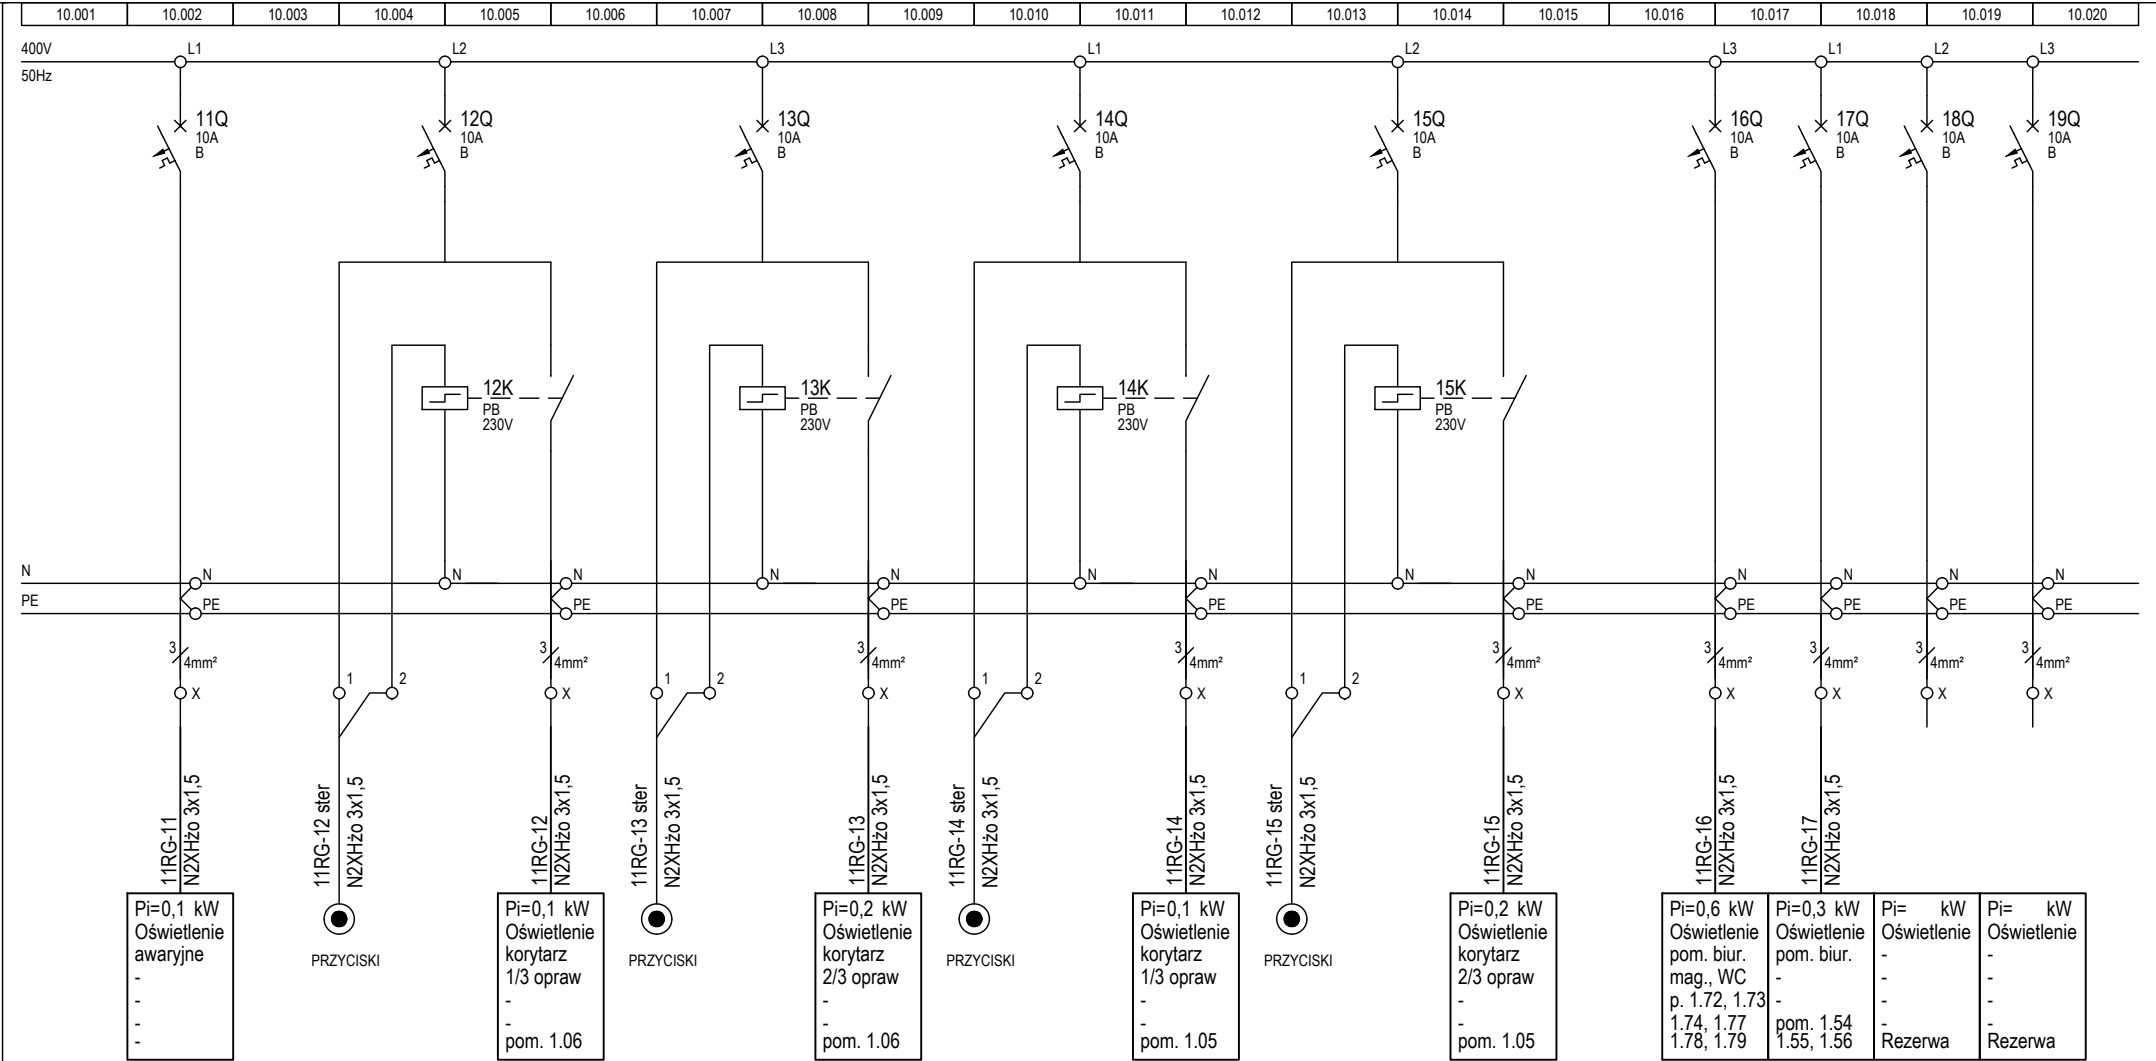 10.001 10.002 10.003 10.004 10.005 10.006 10.007 10.008 10.009 10.010 10.011 10.012 10.013 10.014 10.015 10.016 10.017 10.018 10.019 10.020
400V L1 L2 L3 L1 L2 L3 L1 L2 L3
50Hz
11Q 12Q 13Q 14Q 15Q 16Q 17Q 18Q 19Q
10A 10A 10A 10A 10A 10A 10A 10A 10A
B B B B B B B B B
12K 13K 14K 15K
PB PB PB PB
230V 230V 230V 230V
N N N N N N N N N N N N N N
PE PE PE PE PE PE PE PE PE PE
3 3 3 3 3 3 3 3 3
4mm² 4mm² 4mm² 4mm² 4mm² 4mm² 4mm² 4mm² 4mm²
1 2 1 2 1 2 1 2
X X X X X X X X X
11RG-11
N2XHżo 3x1,5
11RG-12 ster
N2XHżo 3x1,5
11RG-12
N2XHżo 3x1,5
11RG-13 ster
N2XHżo 3x1,5
11RG-13
N2XHżo 3x1,5
11RG-14 ster
N2XHżo 3x1,5
11RG-14
N2XHżo 3x1,5
11RG-15 ster
N2XHżo 3x1,5
11RG-15
N2XHżo 3x1,5
11RG-16
N2XHżo 3x1,5
11RG-17
N2XHżo 3x1,5
Pi=0,1 kW
Oświetlenie
awaryjne
-
-
-
-
PRZYCISKI
Pi=0,1 kW
Oświetlenie
korytarz
1/3 opraw
-
-
pom. 1.06
PRZYCISKI
Pi=0,2 kW
Oświetlenie
korytarz
2/3 opraw
-
-
pom. 1.06
PRZYCISKI
Pi=0,1 kW
Oświetlenie
korytarz
1/3 opraw
-
-
pom. 1.05
PRZYCISKI
Pi=0,2 kW
Oświetlenie
korytarz
2/3 opraw
-
-
pom. 1.05
Pi=0,6 kW
Oświetlenie
pom. biur.
mag., WC
p. 1.72, 1.73
1.74, 1.77
1.78, 1.79
Pi=0,3 kW
Oświetlenie
pom. biur.
-
-
pom. 1.54
1.55, 1.56
Pi= kW
Oświetlenie
-
-
-
-
Rezerwa
Pi= kW
Oświetlenie
-
-
-
-
Rezerwa